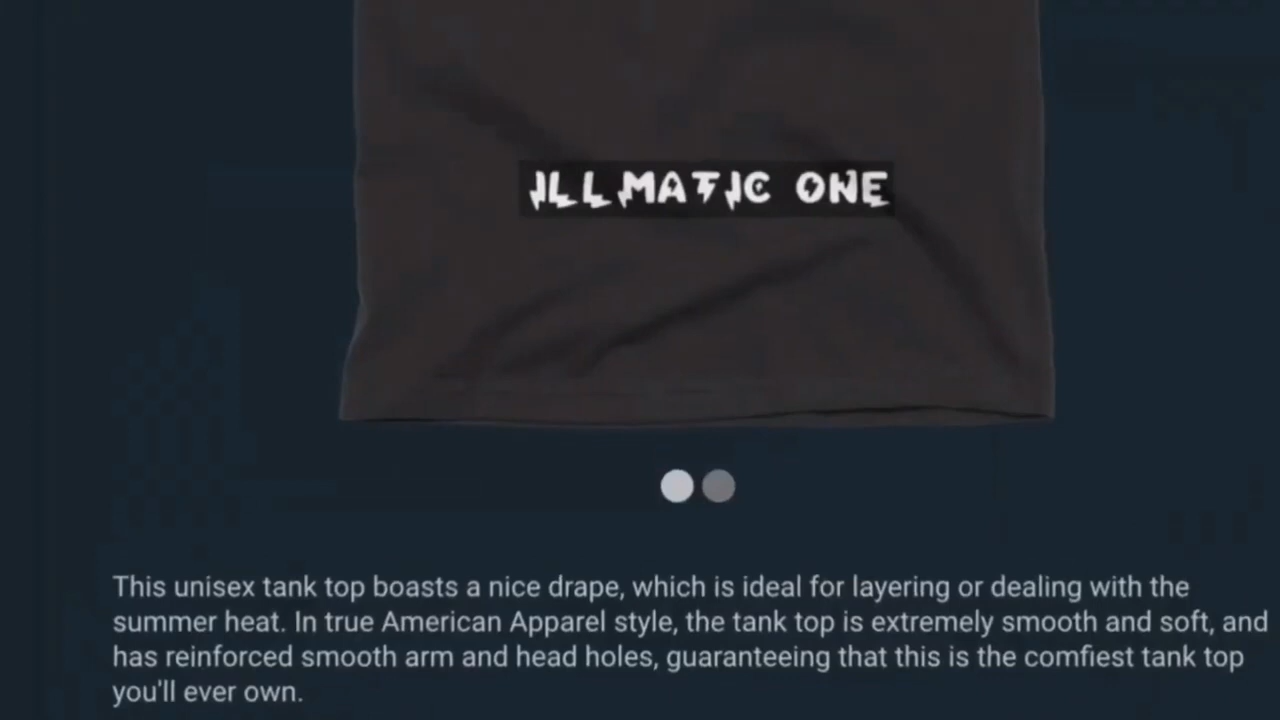 ILLMATIC ONE
This unisex tank top boasts a nice drape, which is ideal for layering or dealing with the
summer heat. In true American Apparel style, the tank top is extremely smooth and soft, and
has reinforced smooth arm and head holes, guaranteeing that this is the comfiest tank top
you'll ever own.